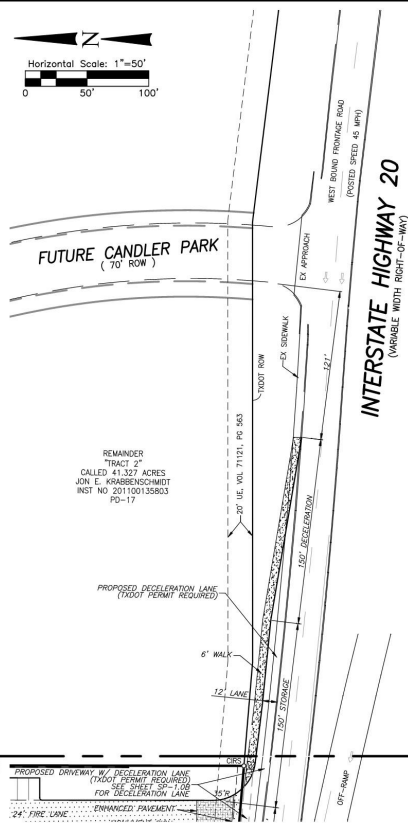 N
Horizontal Scale: 1"=50'
0 50' 100'
WEST BOUND FRONTAGE ROAD
(POSTED SPEED 45 MPH)
INTERSTATE HIGHWAY 20
(VARIABLE WIDTH RIGHT-OF-WAY)
FUTURE CANDLER PARK
( 70' ROW )
EX APPROACH
EX SIDEWALK
TXDOT ROW
121'
20' UE, VOL 71121, PG 563
REMAINDER
"TRACT 2"
CALLED 41.327 ACRES
JON E. KRABBENSCHMIDT
INST NO 201100135803
PD-17
150' DECELERATION
PROPOSED DECELERATION LANE
(TXDOT PERMIT REQUIRED)
6' WALK
12' LANE
150' STORAGE
OFF-RAMP
CIRS
PROPOSED DRIVEWAY W/ DECELERATION LANE
(TXDOT PERMIT REQUIRED)
SEE SHEET SP-1.0B
FOR DECELERATION LANE
15'R
ENHANCED PAVEMENT
24' FIRE LANE